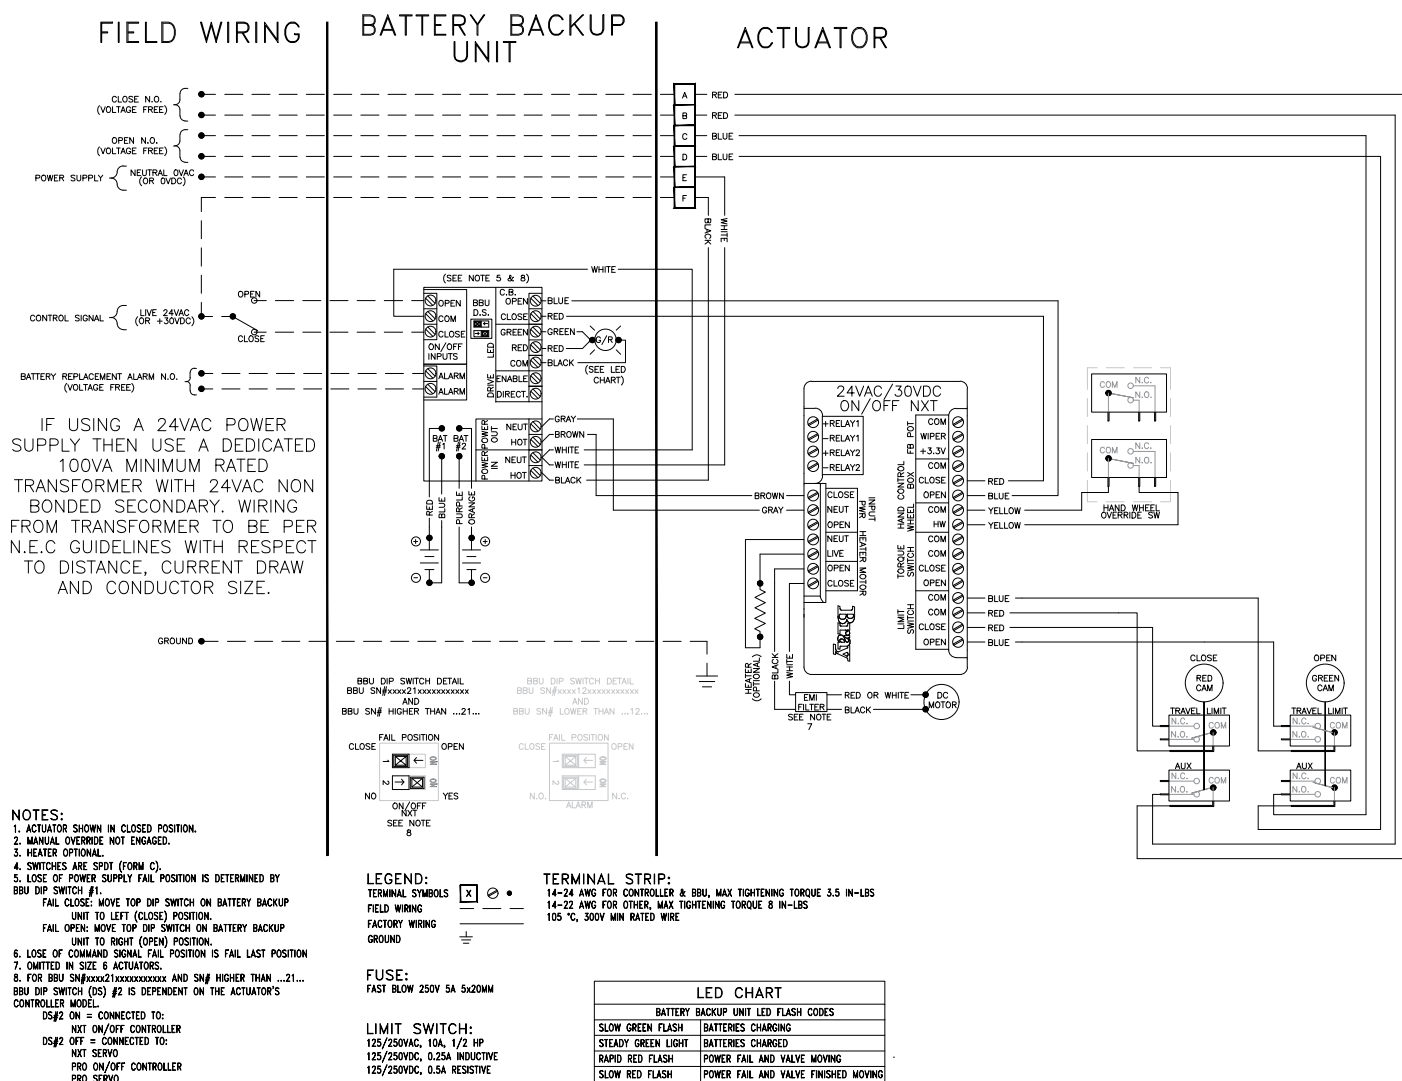 FIELD WIRING
BATTERY BACKUP
UNIT
ACTUATOR
CLOSE N.O.
(VOLTAGE FREE)
OPEN N.O.
(VOLTAGE FREE)
POWER SUPPLY
NEUTRAL 0VAC
(OR 0VDC)
A
RED
B
RED
C
BLUE
D
BLUE
E
F
BLACK
WHITE
WHITE
OPEN
CONTROL SIGNAL
LIVE 24VAC
(OR +30VDC)
CLOSE
BATTERY REPLACEMENT ALARM N.O.
(VOLTAGE FREE)
IF USING A 24VAC POWER
SUPPLY THEN USE A DEDICATED
100VA MINIMUM RATED
TRANSFORMER WITH 24VAC NON
BONDED SECONDARY. WIRING
FROM TRANSFORMER TO BE PER
N.E.C GUIDELINES WITH RESPECT
TO DISTANCE, CURRENT DRAW
AND CONDUCTOR SIZE.
GROUND
(SEE NOTE 5 & 8)
OPEN
COM
CLOSE
ON/OFF
INPUTS
ALARM
ALARM
BBU
D.S.
C.B.
OPEN
BLUE
CLOSE
RED
LED
GREEN
GREEN
RED
RED
COM
BLACK
G/R
(SEE LED
CHART)
DRIVE
ENABLE
DIRECT.
POWER
OUT
NEUT
GRAY
HOT
BROWN
WHITE
POWER
IN
NEUT
WHITE
HOT
BLACK
BAT
#1
BAT
#2
RED
BLUE
PURPLE
ORANGE
24VAC/30VDC
ON/OFF NXT
+RELAY1
-RELAY1
+RELAY2
-RELAY2
BROWN
CLOSE
GRAY
NEUT
OPEN
INPUT
PWR
NEUT
LIVE
HEATER
OPEN
CLOSE
MOTOR
Bray
FB POT
COM
WIPER
+3.3V
CONTROL
BOX
COM
CLOSE
RED
OPEN
BLUE
HAND
WHEEL
COM
YELLOW
HW
YELLOW
TORQUE
SWITCH
COM
COM
CLOSE
OPEN
LIMIT
SWITCH
COM
BLUE
COM
RED
CLOSE
RED
OPEN
BLUE
COM
N.C.
N.O.
COM
N.C.
N.O.
HAND WHEEL
OVERRIDE SW
HEATER
(OPTIONAL)
BLACK
WHITE
EMI
FILTER
SEE NOTE
7
RED OR WHITE
BLACK
DC
MOTOR
CLOSE
RED
CAM
TRAVEL LIMIT
N.C.
N.O.
COM
AUX
N.C.
N.O.
COM
OPEN
GREEN
CAM
TRAVEL LIMIT
N.C.
N.O.
COM
AUX
N.C.
N.O.
COM
BBU DIP SWITCH DETAIL
BBU SN#xxxx21xxxxxxxxxxx
AND
BBU SN# HIGHER THAN ...21...
FAIL POSITION
CLOSE
OPEN
1
ON
2
ON
NO
YES
ON/OFF
NXT
SEE NOTE
8
BBU DIP SWITCH DETAIL
BBU SN#xxxx12xxxxxxxxxxx
AND
BBU SN# LOWER THAN ...12...
FAIL POSITION
CLOSE
OPEN
1
ON
2
ON
N.O.
N.C.
ALARM
NOTES:
1. ACTUATOR SHOWN IN CLOSED POSITION.
2. MANUAL OVERRIDE NOT ENGAGED.
3. HEATER OPTIONAL.
4. SWITCHES ARE SPDT (FORM C).
5. LOSE OF POWER SUPPLY FAIL POSITION IS DETERMINED BY
BBU DIP SWITCH #1.
FAIL CLOSE: MOVE TOP DIP SWITCH ON BATTERY BACKUP
UNIT TO LEFT (CLOSE) POSITION.
FAIL OPEN: MOVE TOP DIP SWITCH ON BATTERY BACKUP
UNIT TO RIGHT (OPEN) POSITION.
6. LOSE OF COMMAND SIGNAL FAIL POSITION IS FAIL LAST POSITION
7. OMITTED IN SIZE 6 ACTUATORS.
8. FOR BBU SN#xxxx21xxxxxxxxxxx AND SN# HIGHER THAN ...21...
BBU DIP SWITCH (DS) #2 IS DEPENDENT ON THE ACTUATOR'S
CONTROLLER MODEL.
DS#2 ON = CONNECTED TO:
NXT ON/OFF CONTROLLER
DS#2 OFF = CONNECTED TO:
NXT SERVO
PRO ON/OFF CONTROLLER
PRO SERVO
LEGEND:
TERMINAL SYMBOLS
X
FIELD WIRING
FACTORY WIRING
GROUND
FUSE:
FAST BLOW 250V 5A 5x20MM
LIMIT SWITCH:
125/250VAC, 10A, 1/2 HP
125/250VDC, 0.25A INDUCTIVE
125/250VDC, 0.5A RESISTIVE
TERMINAL STRIP:
14-24 AWG FOR CONTROLLER & BBU, MAX TIGHTENING TORQUE 3.5 IN-LBS
14-22 AWG FOR OTHER, MAX TIGHTENING TORQUE 8 IN-LBS
105 °C, 300V MIN RATED WIRE
LED CHART
BATTERY BACKUP UNIT LED FLASH CODES
SLOW GREEN FLASH BATTERIES CHARGING
STEADY GREEN LIGHT BATTERIES CHARGED
RAPID RED FLASH POWER FAIL AND VALVE MOVING
SLOW RED FLASH POWER FAIL AND VALVE FINISHED MOVING